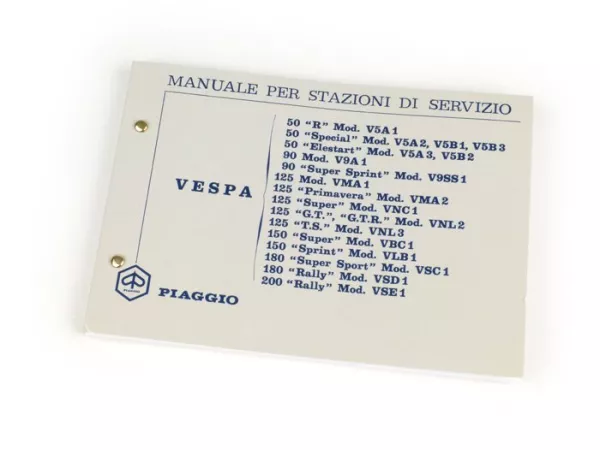 MANUALE PER STAZIONI DI SERVIZIO
VESPA
50 "R" Mod. V5A1
50 "Special" Mod. V5A2, V5B1, V5B3
50 "Elestart" Mod. V5A3, V5B2
90 Mod. V9A1
90 "Super Sprint" Mod. V9SS1
125 Mod. VMA1
125 "Primavera" Mod. VMA2
125 "Super" Mod. VNC1
125 "G.T.", "G.T.R." Mod. VNL2
125 "T.S." Mod. VNL3
150 "Super" Mod. VBC1
150 "Sprint" Mod. VLB1
180 "Super Sport" Mod. VSC1
180 "Rally" Mod. VSD1
200 "Rally" Mod. VSE1
PIAGGIO
PIAGGIO